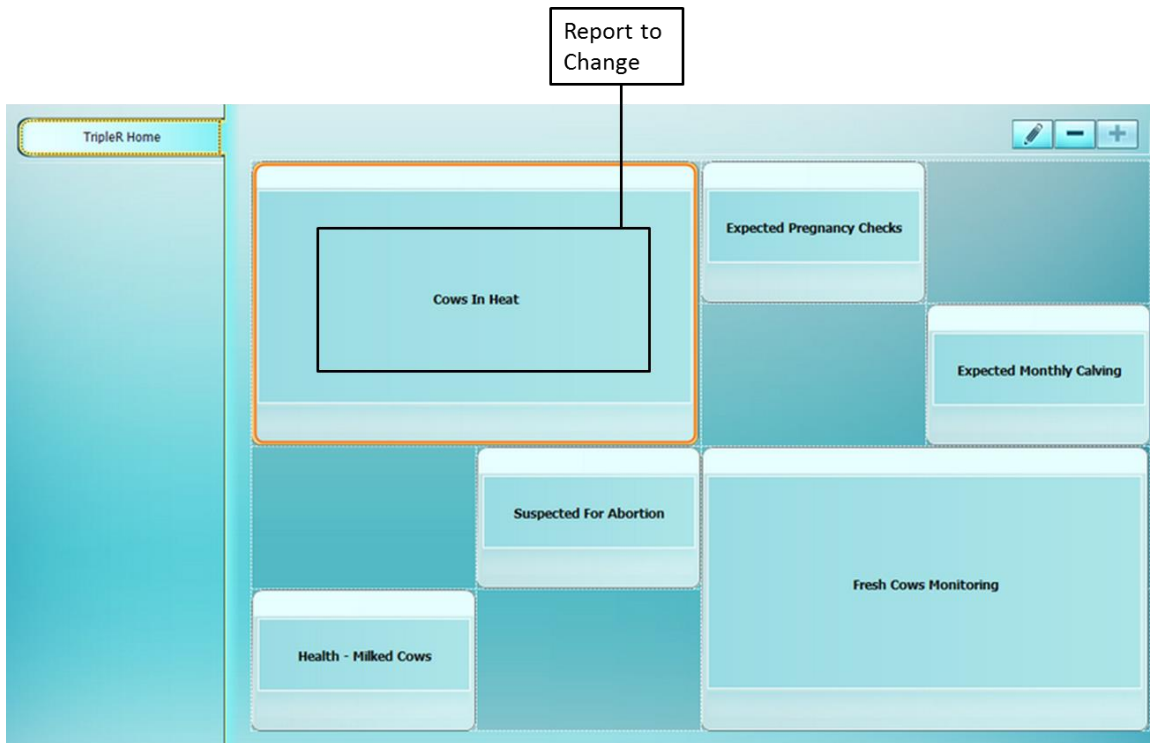 Report to
Change
TripleR Home
Expected Pregnancy Checks
Cows In Heat
Expected Monthly Calving
Suspected For Abortion
Fresh Cows Monitoring
Health - Milked Cows